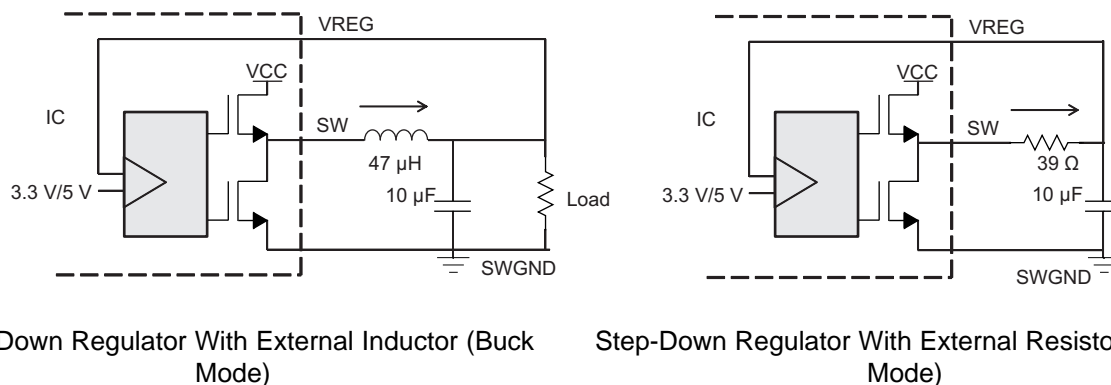 VREG
VCC
IC
SW
47 µH
3.3 V/5 V
10 µF
Load
SWGND
Down Regulator With External Inductor (Buck
Mode)
VREG
VCC
IC
SW
39 Ω
3.3 V/5 V
10 µF
SWGND
Step-Down Regulator With External Resisto
Mode)